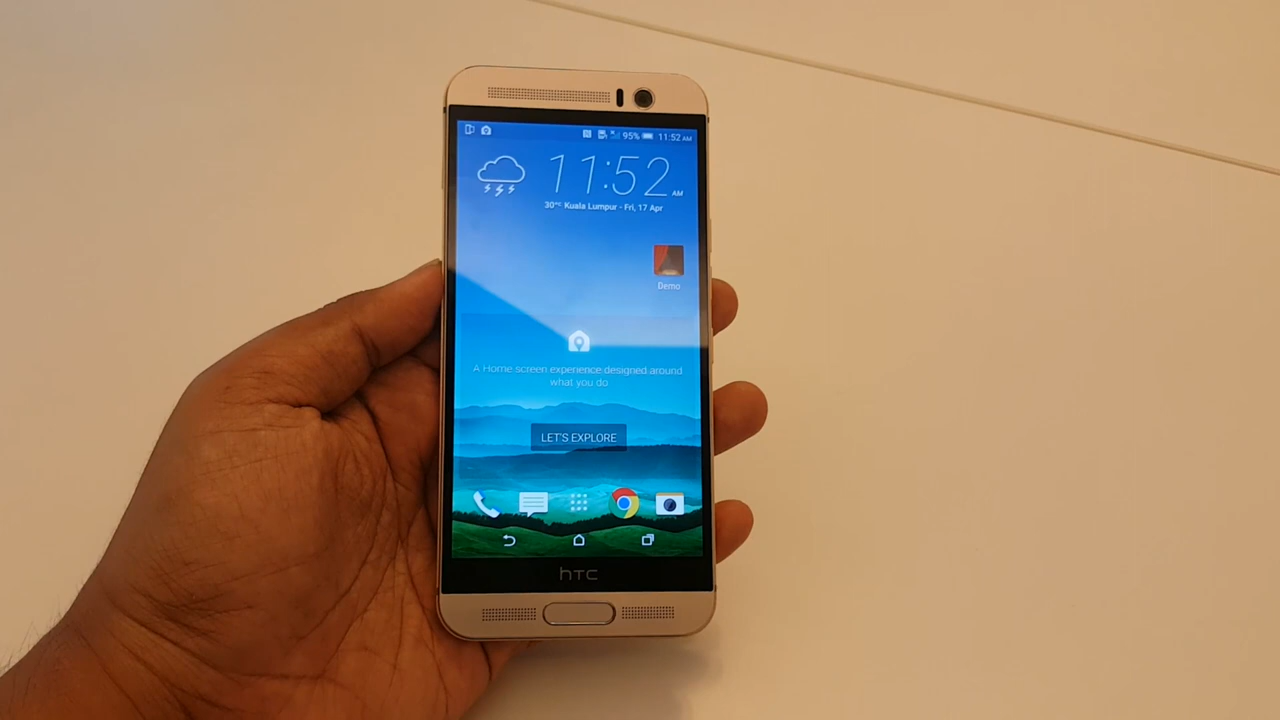 95% 11:52 AM
11:52 AM
30°C Kuala Lumpur - Fri, 17 Apr
Demo
A Home screen experience designed around
what you do
LET'S EXPLORE
hTC